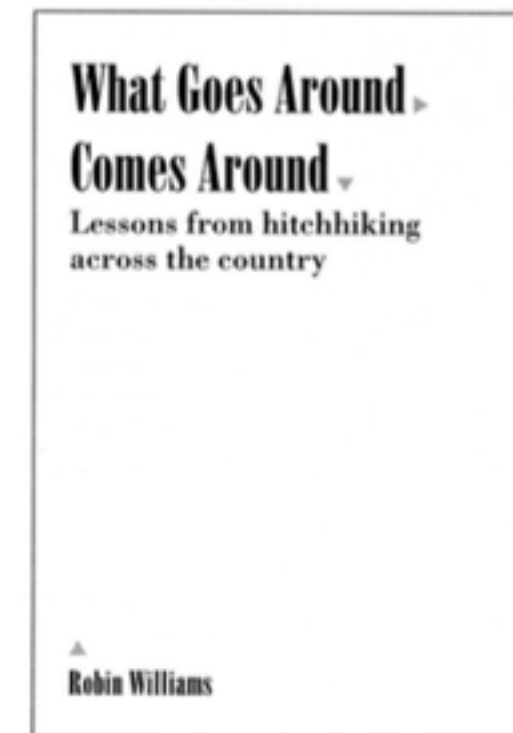 What Goes Around
Comes Around
Lessons from hitchhiking
across the country
Robin Williams